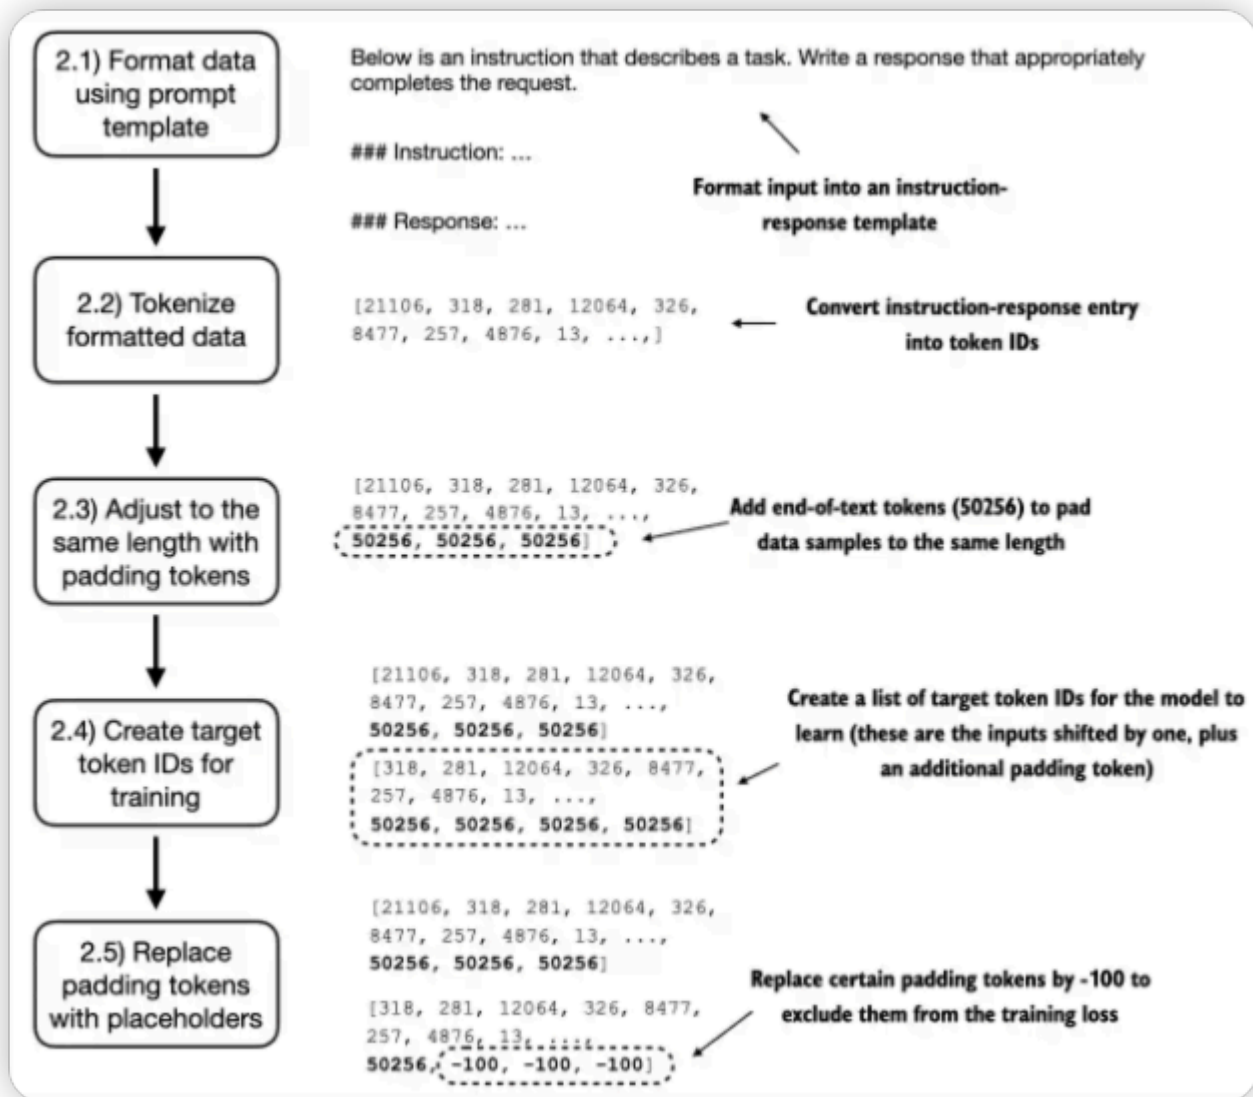 2.1) Format data
using prompt
template
Below is an instruction that describes a task. Write a response that appropriately
completes the request.
### Instruction: ...
### Response: ...
Format input into an instruction-
response template
2.2) Tokenize
formatted data
[21106, 318, 281, 12064, 326,
8477, 257, 4876, 13, ...,]
Convert instruction-response entry
into token IDs
2.3) Adjust to the
same length with
padding tokens
[21106, 318, 281, 12064, 326,
8477, 257, 4876, 13, ...,
50256, 50256, 50256]
Add end-of-text tokens (50256) to pad
data samples to the same length
2.4) Create target
token IDs for
training
[21106, 318, 281, 12064, 326,
8477, 257, 4876, 13, ...,
50256, 50256, 50256]
[318, 281, 12064, 326, 8477,
257, 4876, 13, ...,
50256, 50256, 50256, 50256]
Create a list of target token IDs for the model to
learn (these are the inputs shifted by one, plus
an additional padding token)
2.5) Replace
padding tokens
with placeholders
[21106, 318, 281, 12064, 326,
8477, 257, 4876, 13, ...,
50256, 50256, 50256]
[318, 281, 12064, 326, 8477,
257, 4876, 13, ...,
50256, -100, -100, -100]
Replace certain padding tokens by -100 to
exclude them from the training loss